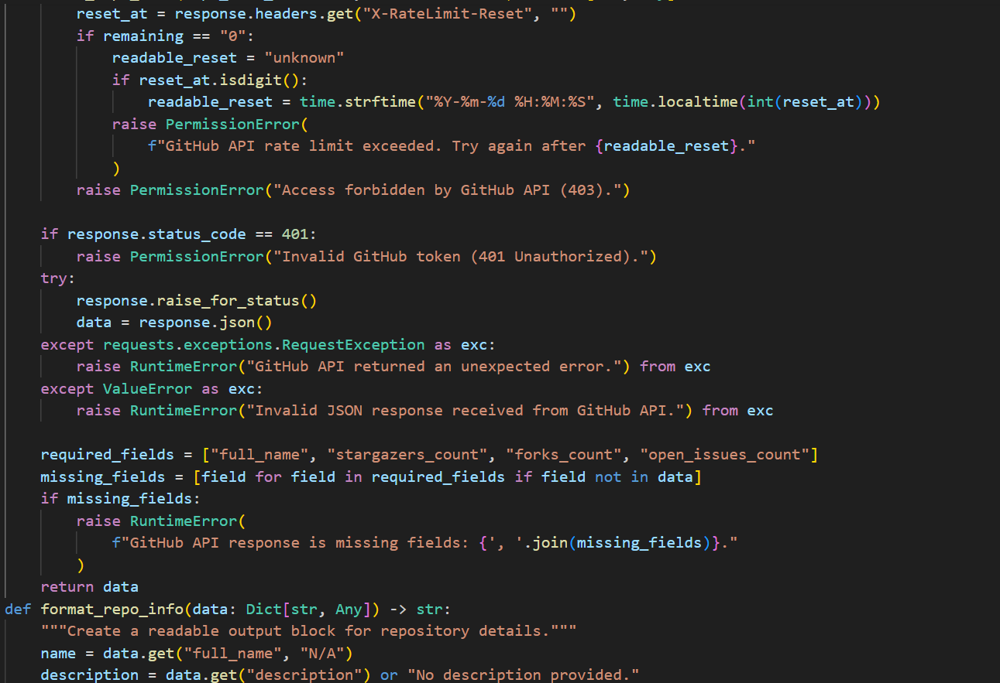 reset_at = response.headers.get("X-RateLimit-Reset", "")
if remaining == "0":
readable_reset = "unknown"
if reset_at.isdigit():
readable_reset = time.strftime("%Y-%m-%d %H:%M:%S", time.localtime(int(reset_at)))
raise PermissionError(
f"GitHub API rate limit exceeded. Try again after {readable_reset}."
)
raise PermissionError("Access forbidden by GitHub API (403).")
if response.status_code == 401:
raise PermissionError("Invalid GitHub token (401 Unauthorized).")
try:
response.raise_for_status()
data = response.json()
except requests.exceptions.RequestException as exc:
raise RuntimeError("GitHub API returned an unexpected error.") from exc
except ValueError as exc:
raise RuntimeError("Invalid JSON response received from GitHub API.") from exc
required_fields = ["full_name", "stargazers_count", "forks_count", "open_issues_count"]
missing_fields = [field for field in required_fields if field not in data]
if missing_fields:
raise RuntimeError(
f"GitHub API response is missing fields: {', '.join(missing_fields)}."
)
return data
def format_repo_info(data: Dict[str, Any]) -> str:
"""Create a readable output block for repository details."""
name = data.get("full_name", "N/A")
description = data.get("description") or "No description provided."